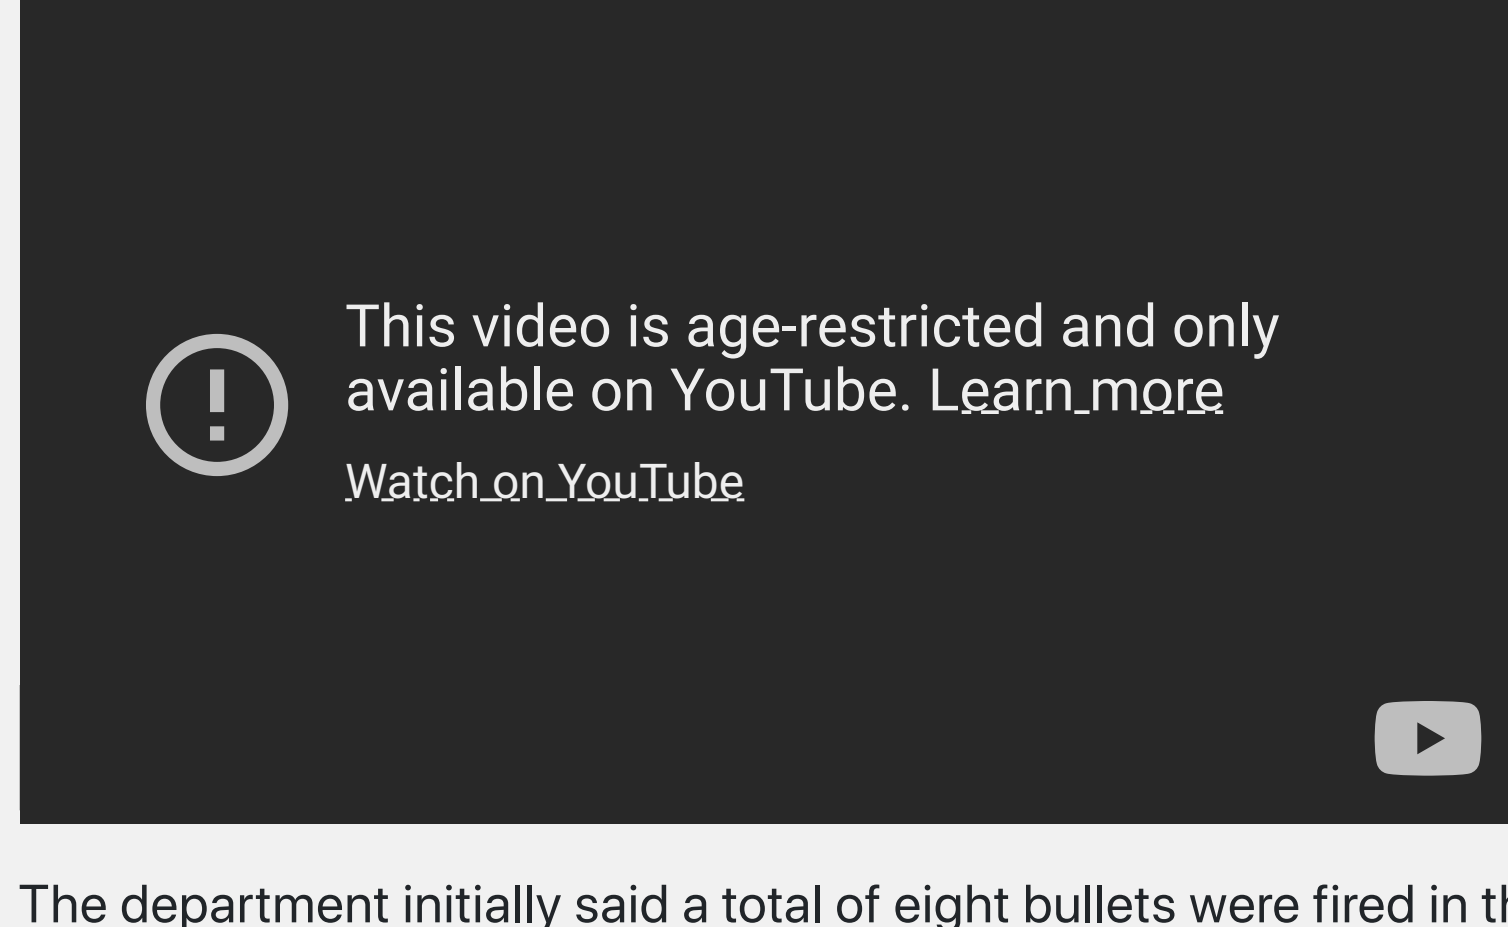 This video is age-restricted and only
available on YouTube. Learn more
Watch on YouTube
The department initially said a total of eight bullets were fired in